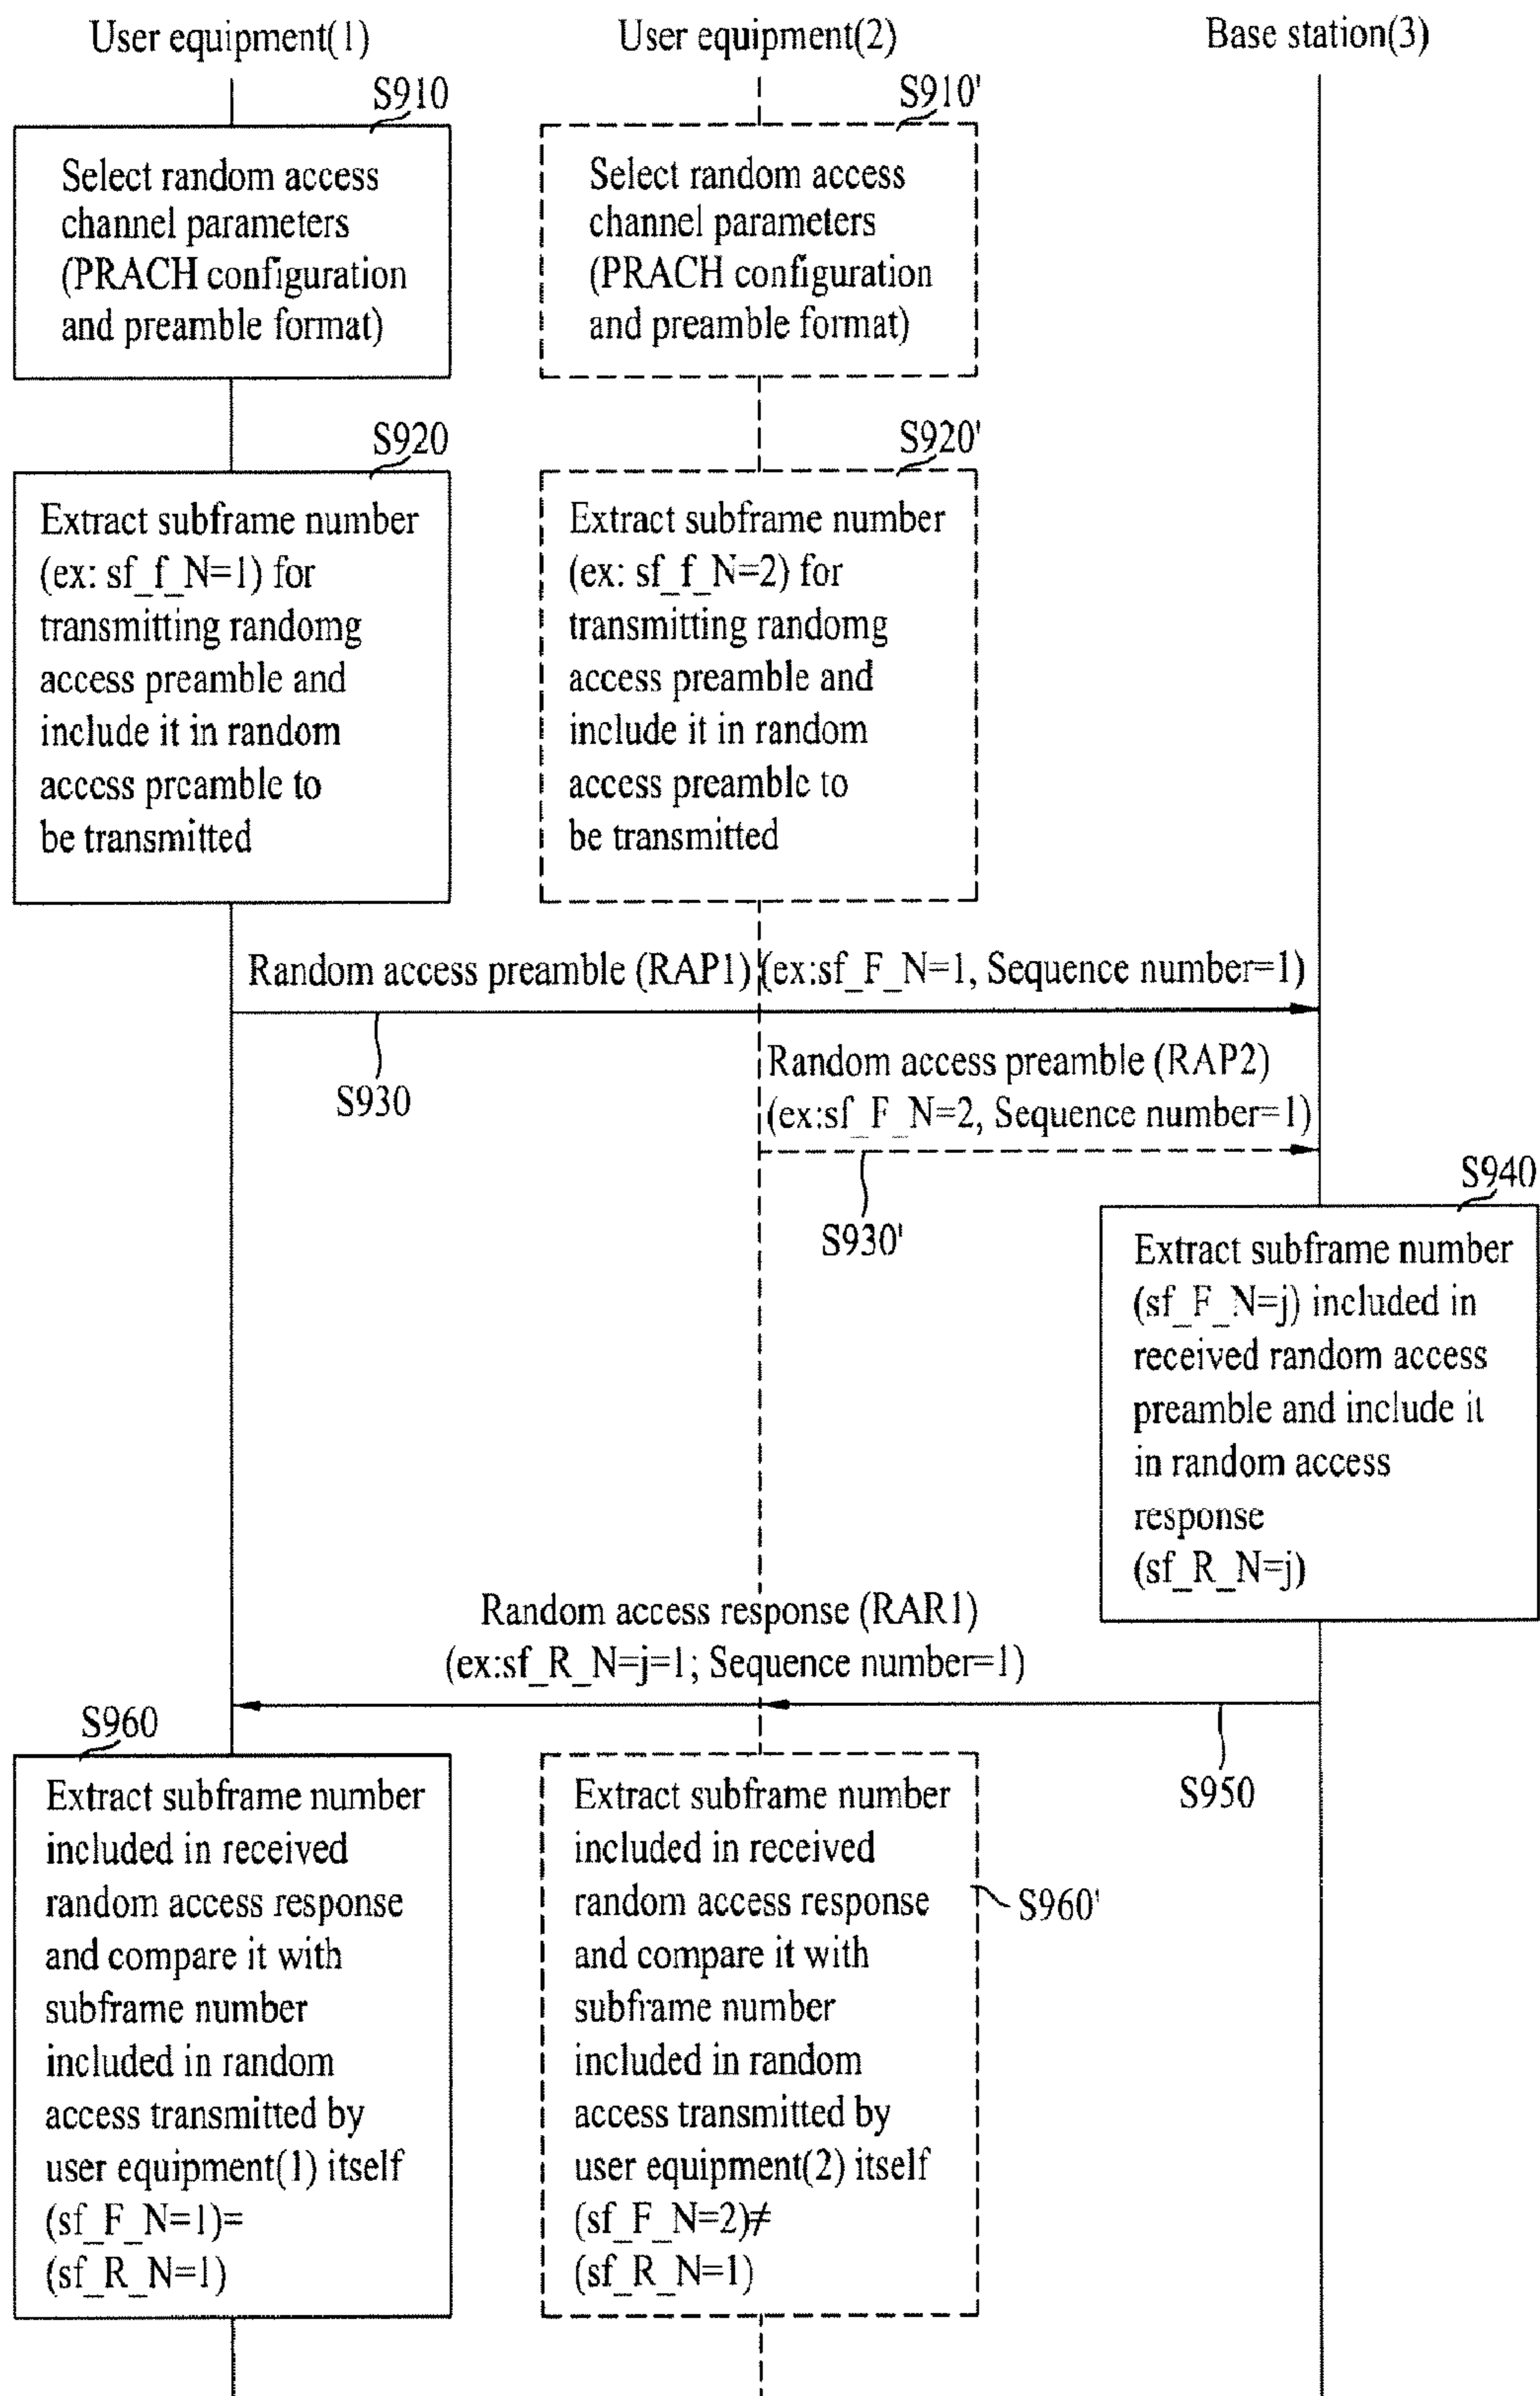 User equipment(1)
User equipment(2)
Base station(3)
S910
S910'
Select random access
channel parameters
(PRACH configuration
and preamble format)
Select random access
channel parameters
(PRACH configuration
and preamble format)
S920
S920'
Extract subframe number
(ex: sf_f_N=1) for
transmitting randomg
access preamble and
include it in random
access preamble to
be transmitted
Extract subframe number
(ex: sf_f_N=2) for
transmitting randomg
access preamble and
include it in random
access preamble to
be transmitted
Random access preamble (RAP1) (ex:sf_F_N=1, Sequence number=1)
S930
Random access preamble (RAP2)
(ex:sf_F_N=2, Sequence number=1)
S930'
S940
Extract subframe number
(sf_F_N=j) included in
received random access
preamble and include it
in random access
response
(sf_R_N=j)
Random access response (RAR1)
(ex:sf_R_N=j=1; Sequence number=1)
S950
S960
Extract subframe number
included in received
random access response
and compare it with
subframe number
included in random
access transmitted by
user equipment(1) itself
(sf_F_N=1)=
(sf_R_N=1)
Extract subframe number
included in received
random access response
and compare it with
subframe number
included in random
access transmitted by
user equipment(2) itself
(sf_F_N=2)≠
(sf_R_N=1)
S960'